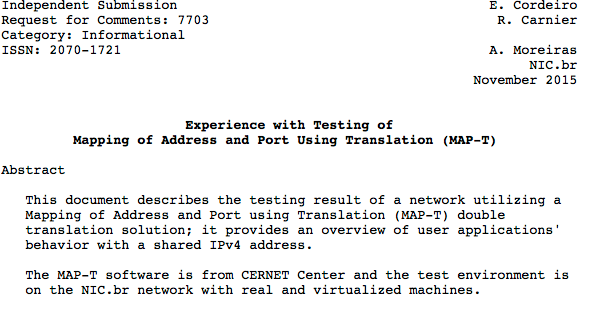 Independent Submission E. Cordeiro
Request for Comments: 7703 R. Carnier
Category: Informational
ISSN: 2070-1721 A. Moreiras
NIC.br
November 2015
Experience with Testing of
Mapping of Address and Port Using Translation (MAP-T)
Abstract
This document describes the testing result of a network utilizing a
Mapping of Address and Port using Translation (MAP-T) double
translation solution; it provides an overview of user applications'
behavior with a shared IPv4 address.
The MAP-T software is from CERNET Center and the test environment is
on the NIC.br network with real and virtualized machines.